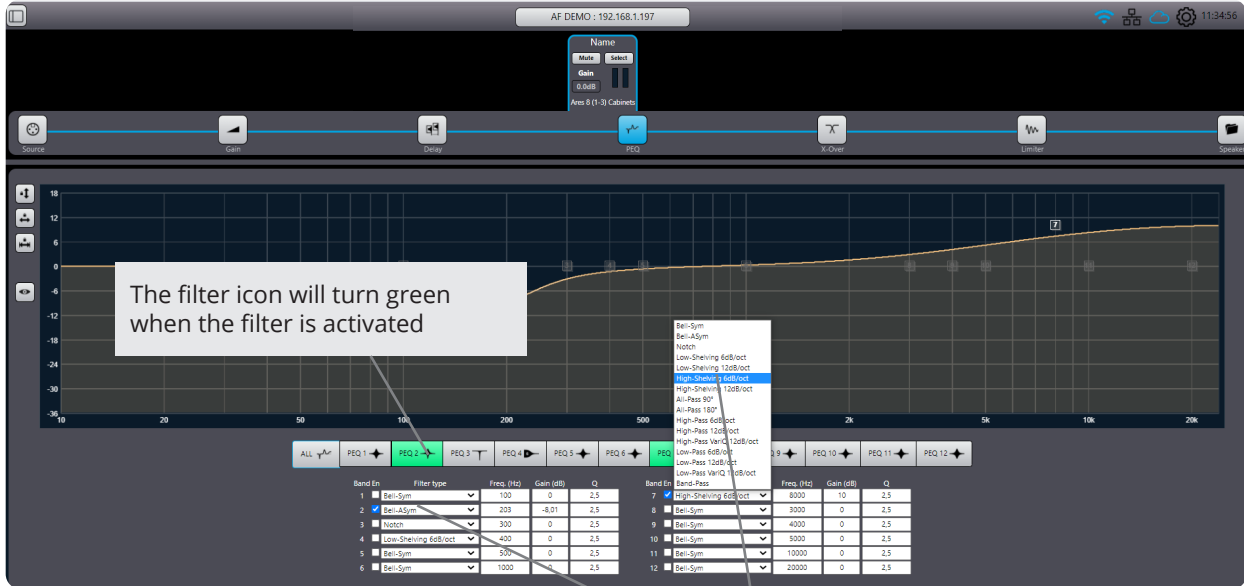 AF DEMO : 192.168.1.197
11:34:56
Name
Mute Select
Gain
0.0dB
Ares 8 (1-3) Cabinets
Source Gain Delay PEQ X-Over Limiter Speaker
18
12
7
6
0
-6
-12
-18
-24
-30
-36
The filter icon will turn green
when the filter is activated
Bell-Sym
Bell-ASym
Notch
Low-Shelving 6dB/oct
Low-Shelving 12dB/oct
High-Shelving 6dB/oct
High-Shelving 12dB/oct
All-Pass 90°
All-Pass 180°
High-Pass 6dB/oct
High-Pass 12dB/oct
High-Pass VariQ 12dB/oct
Low-Pass 6dB/oct
Low-Pass 12dB/oct
Low-Pass VariQ 12dB/oct
Band-Pass
10 20 50 100 200 500 2k 5k 10k 20k
ALL PEQ 1 PEQ 2 PEQ 3 PEQ 4 PEQ 5 PEQ 6 PEQ 9 PEQ 10 PEQ 11 PEQ 12
Band En Filter type Freq. (Hz) Gain (dB) Q Band En Freq. (Hz) Gain (dB) Q
1 Bell-Sym 100 0 2,5 7 High-Shelving 6dB/oct 8000 10 2,5
2 Bell-ASym 203 -8,01 2,5 8 Bell-Sym 3000 0 2,5
3 Notch 300 0 2,5 9 Bell-Sym 4000 0 2,5
4 Low-Shelving 6dB/oct 400 0 2,5 10 Bell-Sym 5000 0 2,5
5 Bell-Sym 500 0 2,5 11 Bell-Sym 10000 0 2,5
6 Bell-Sym 1000 0 2,5 12 Bell-Sym 20000 0 2,5